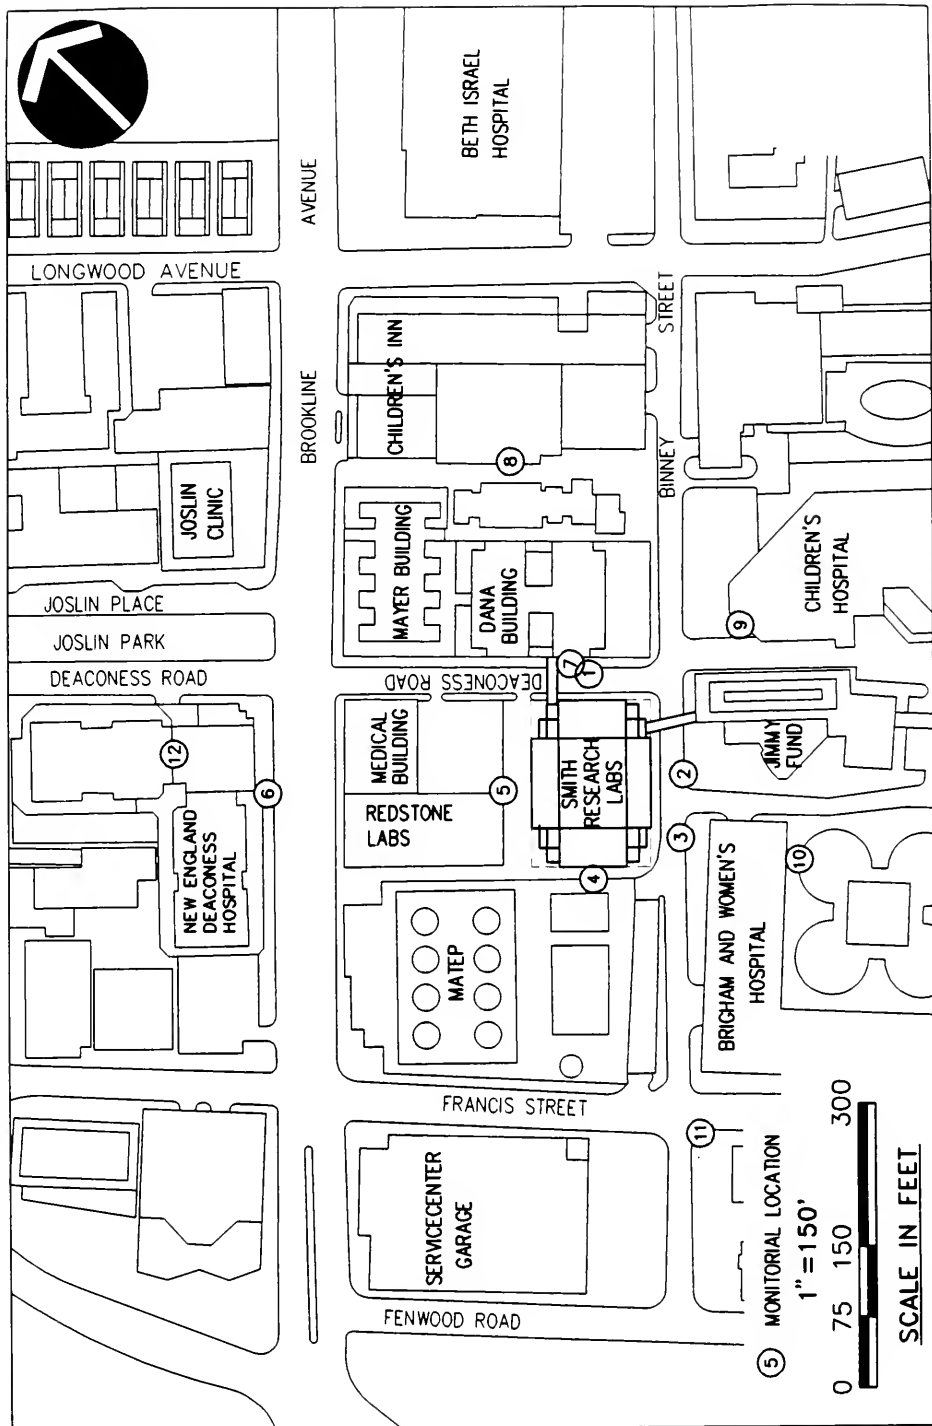 BETH ISRAEL
HOSPITAL
AVENUE
LONGWOOD AVENUE
STREET
BROOKLINE
CHILDREN'S INN
BINNEY
8
JOSLIN
CLINIC
MAYER BUILDING
DANA
BUILDING
CHILDREN'S
HOSPITAL
JOSLIN PLACE
JOSLIN PARK
DEACONESS ROAD
DEACONESS ROAD
9
7
1
12
6
MEDICAL
BUILDING
REDSTONE
LABS
5
SMITH
RESEARCH
LABS
2
JIMMY
FUND
NEW ENGLAND
DEACONESS
HOSPITAL
3
4
10
MATEP
BRIGHAM AND WOMEN'S
HOSPITAL
FRANCIS STREET
11
SERVICECENTER
GARAGE
FENWOOD ROAD
5 MONITORIAL LOCATION
1"=150'
0 75 150 300
SCALE IN FEET